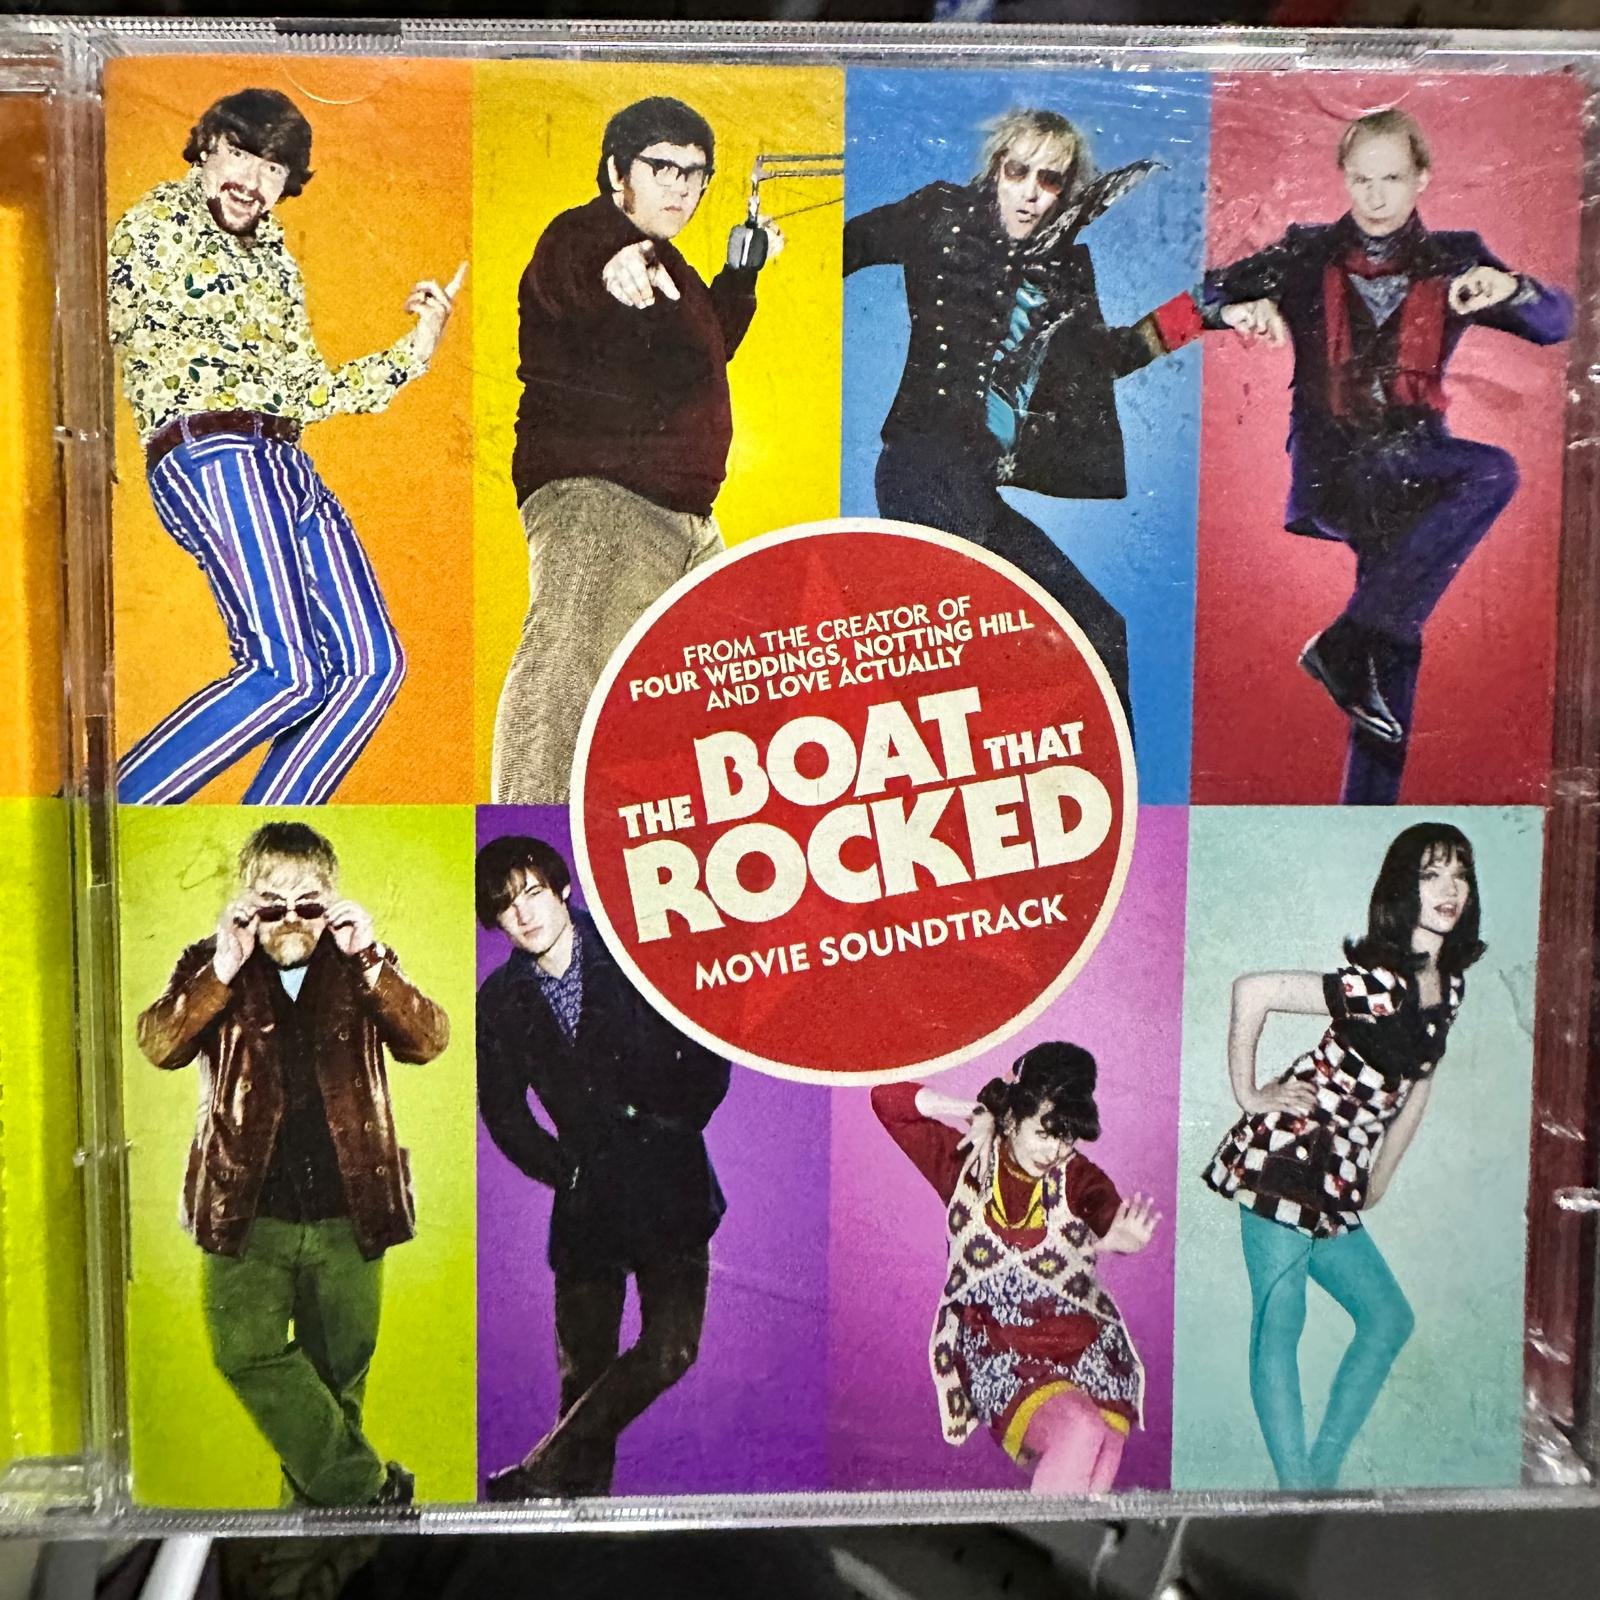 FROM THE CREATOR OF
FOUR WEDDINGS, NOTTING HILL
AND LOVE ACTUALLY
THE BOAT THAT
ROCKED
MOVIE SOUNDTRACK